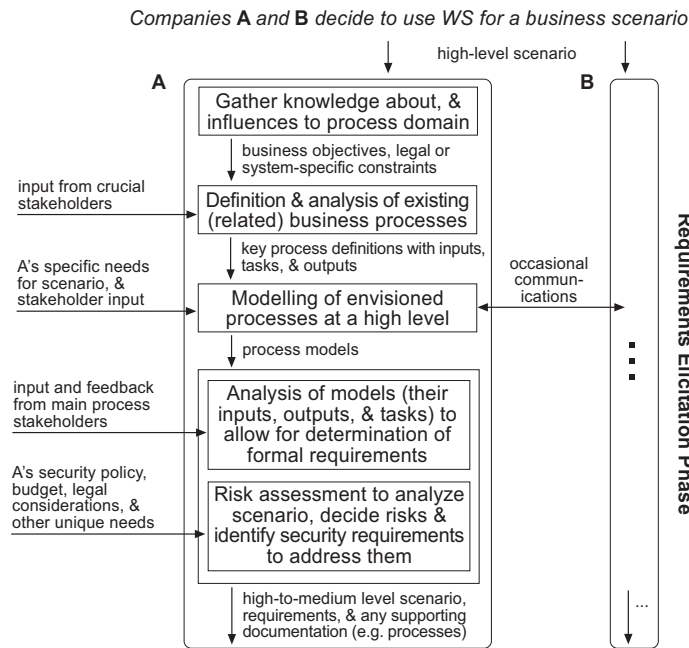 Companies A and B decide to use WS for a business scenario
high-level scenario
A
B
Gather knowledge about, &
influences to process domain
business objectives, legal or
system-specific constraints
input from crucial
stakeholders
Definition & analysis of existing
(related) business processes
key process definitions with inputs,
tasks, & outputs
A's specific needs
for scenario, &
stakeholder input
Modelling of envisioned
processes at a high level
occasional
commun-
ications
process models
input and feedback
from main process
stakeholders
Analysis of models (their
inputs, outputs, & tasks) to
allow for determination of
formal requirements
A's security policy,
budget, legal
considerations, &
other unique needs
Risk assessment to analyze
scenario, decide risks &
identify security requirements
to address them
high-to-medium level scenario,
requirements, & any supporting
documentation (e.g. processes)
...
Requirements Elicitation Phase